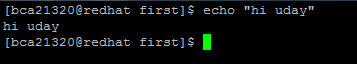 [bca21320@redhat first]$ echo "hi uday"
hi uday
[bca21320@redhat first]$